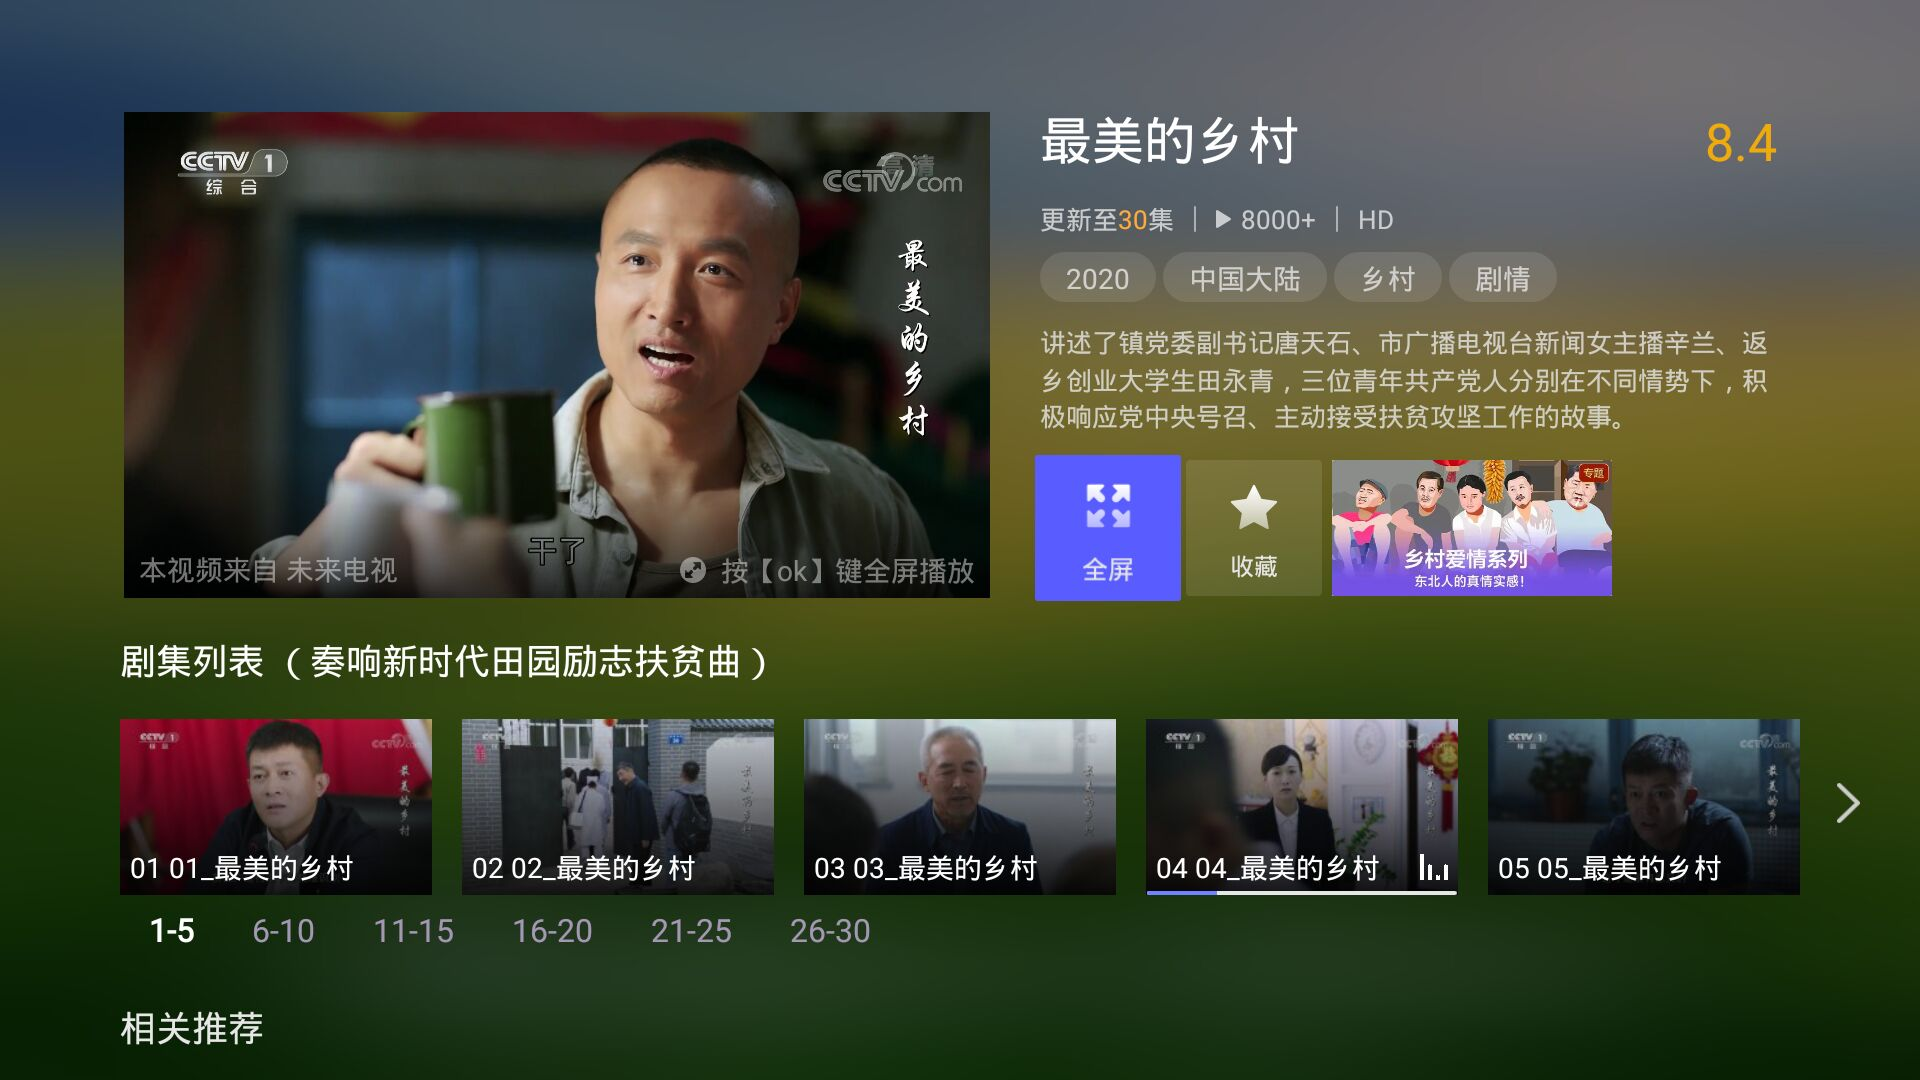 CCTV 1
综合
高清
CCTV com
最美的乡村
干了
本视频来自 未来电视
按【ok】键全屏播放
最美的乡村
8.4
更新至30集 | 8000+ | HD
2020 中国大陆 乡村 剧情
讲述了镇党委副书记唐天石、市广播电视台新闻女主播辛兰、返
乡创业大学生田永青，三位青年共产党人分别在不同情势下，积
极响应党中央号召、主动接受扶贫攻坚工作的故事。
全屏
收藏
专题
乡村爱情系列
东北人的真情实感！
剧集列表 （奏响新时代田园励志扶贫曲）
01 01_最美的乡村
02 02_最美的乡村
03 03_最美的乡村
04 04_最美的乡村
05 05_最美的乡村
1-5 6-10 11-15 16-20 21-25 26-30
相关推荐